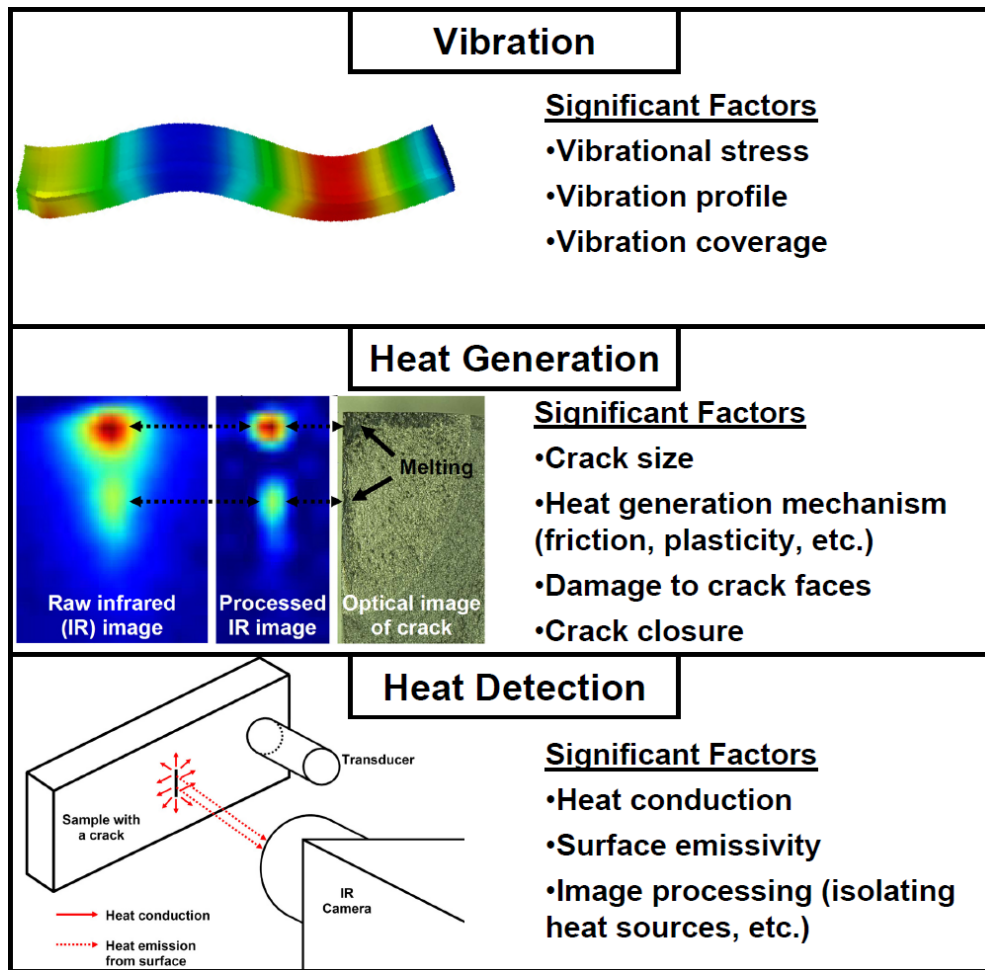 Vibration
Significant Factors
•Vibrational stress
•Vibration profile
•Vibration coverage
Heat Generation
Melting
Raw infrared
(IR) image
Processed
IR image
Optical image
of crack
Significant Factors
•Crack size
•Heat generation mechanism
(friction, plasticity, etc.)
•Damage to crack faces
•Crack closure
Heat Detection
Transducer
Sample with
a crack
IR
Camera
Heat conduction
Heat emission
from surface
Significant Factors
•Heat conduction
•Surface emissivity
•Image processing (isolating
heat sources, etc.)